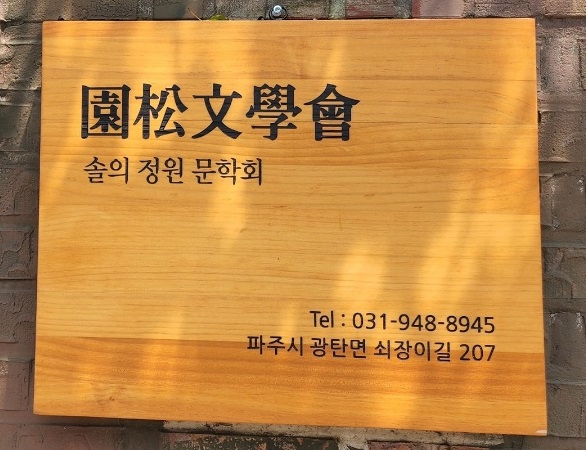 園松文學會
솔의 정원 문학회
Tel : 031-948-8945
파주시 광탄면 쇠장이길 207